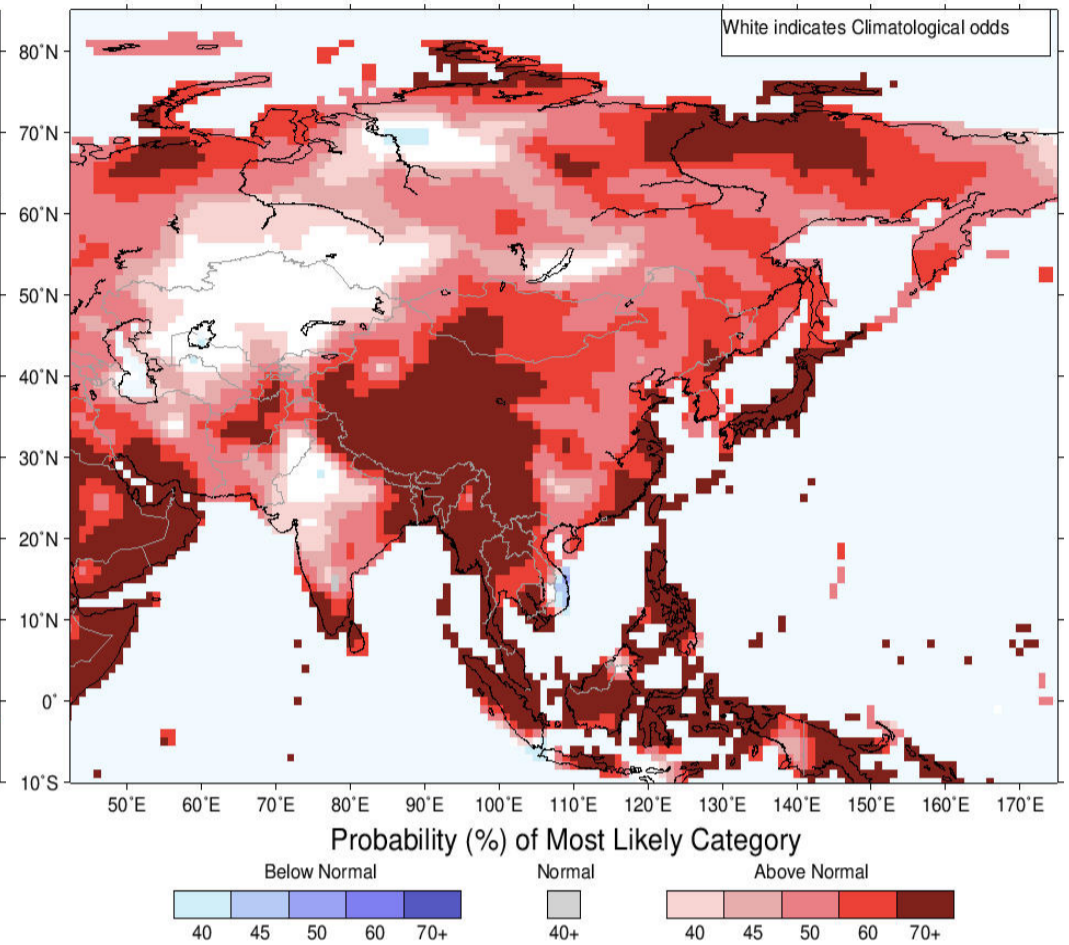 White indicates Climatological odds
80˚N
70˚N
60˚N
50˚N
40˚N
30˚N
20˚N
10˚N
0˚
10˚S
50˚E 60˚E 70˚E 80˚E 90˚E 100˚E 110˚E 120˚E 130˚E 140˚E 150˚E 160˚E 170˚E
Probability (%) of Most Likely Category
Below Normal Normal Above Normal
40 45 50 60 70+ 40+ 40 45 50 60 70+